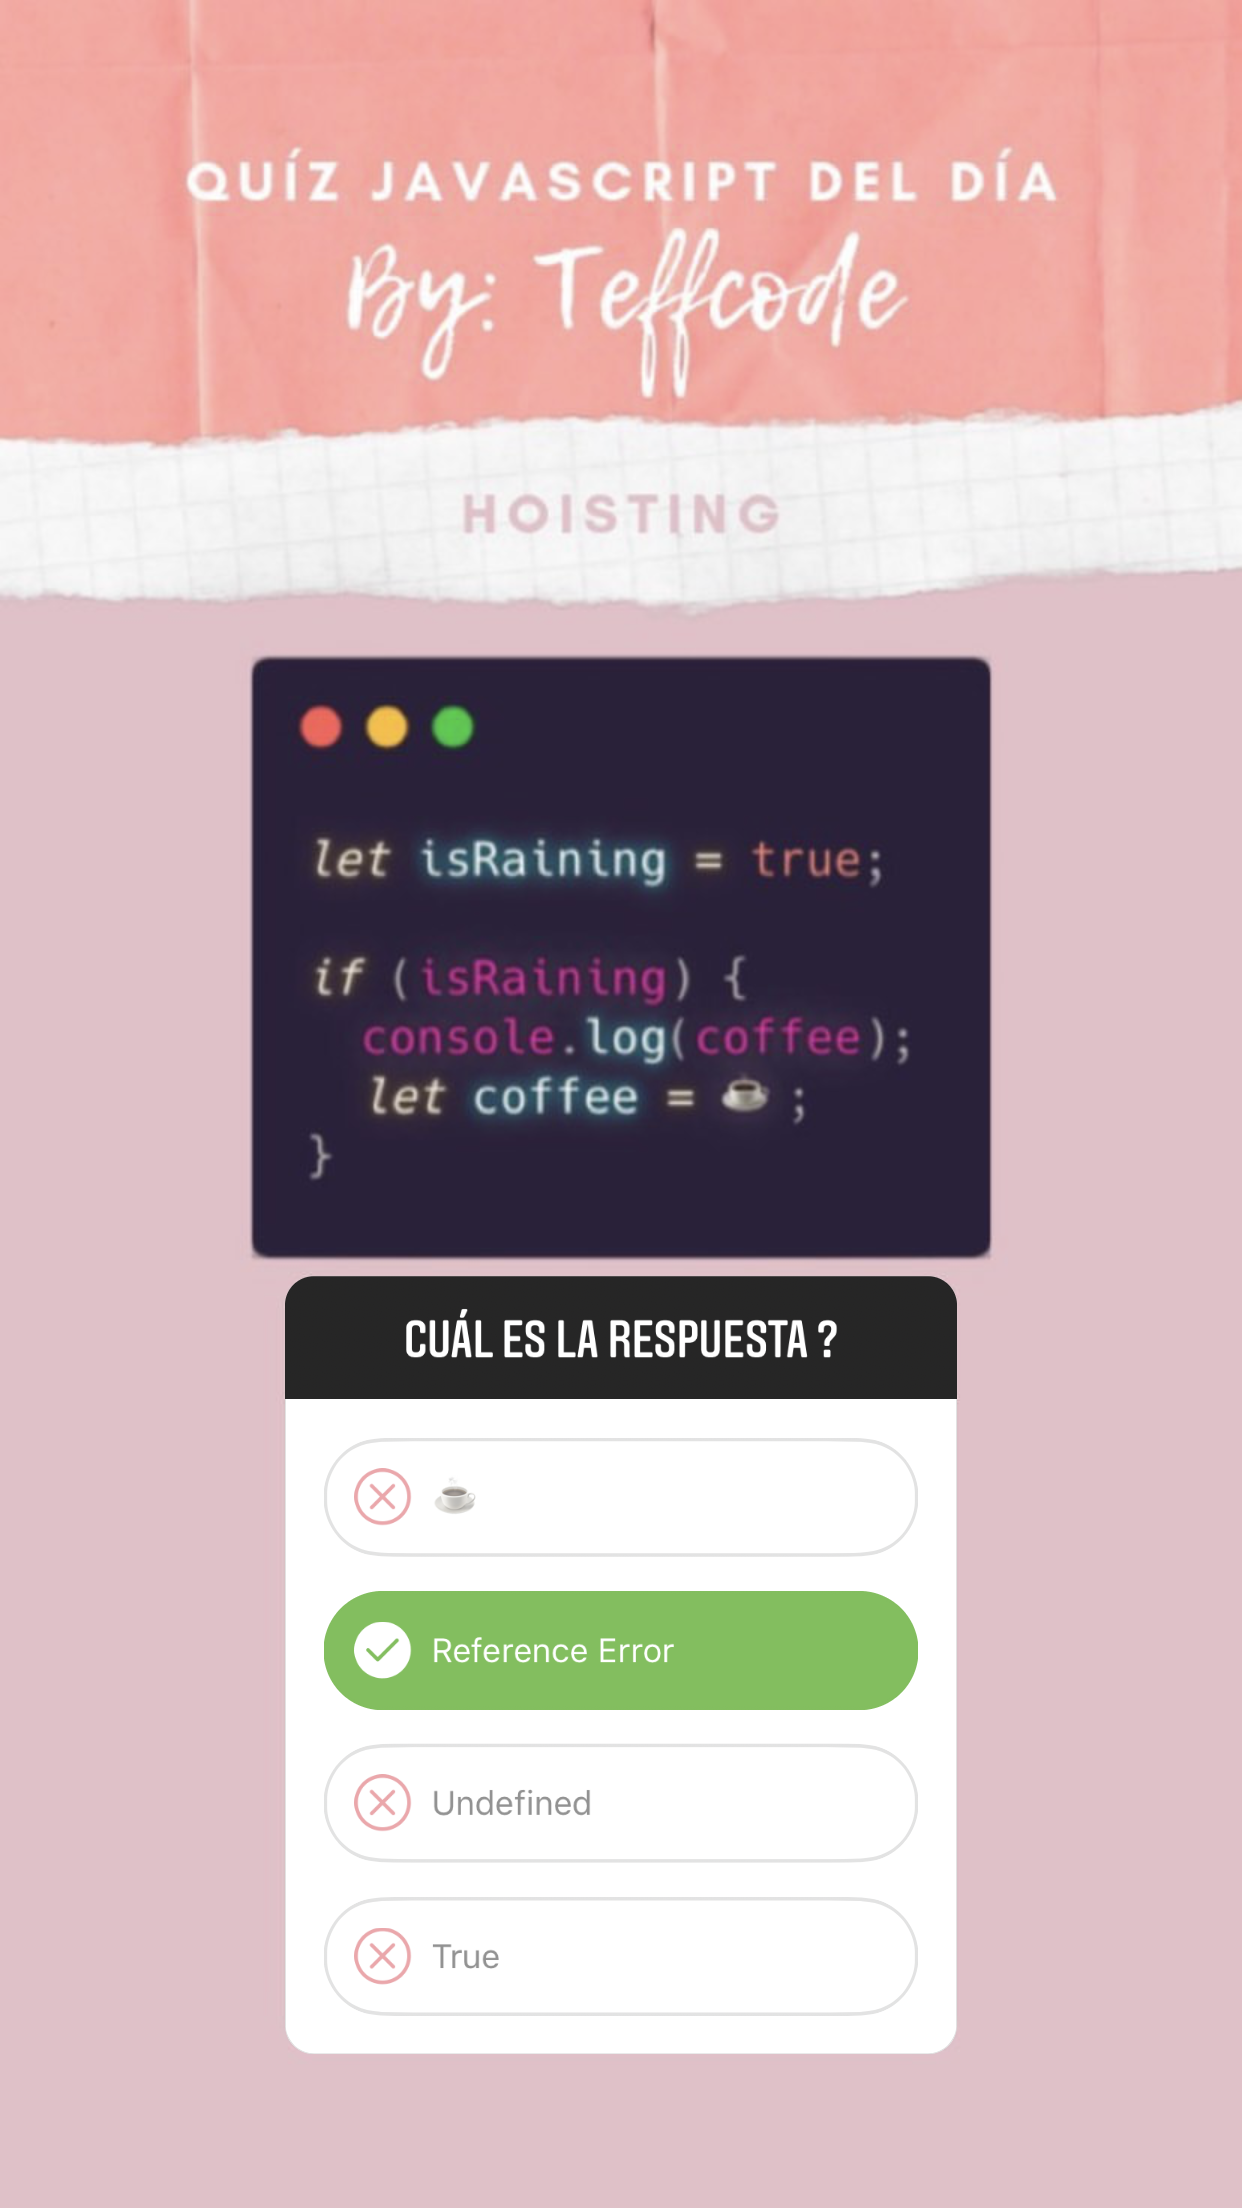 QUÍZ JAVASCRIPT DEL DÍA
By: Teffcode
HOISTING
let isRaining = true;
if (isRaining) {
console.log(coffee);
let coffee = ☕ ;
}
CUÁL ES LA RESPUESTA ?
☕
Reference Error
Undefined
True